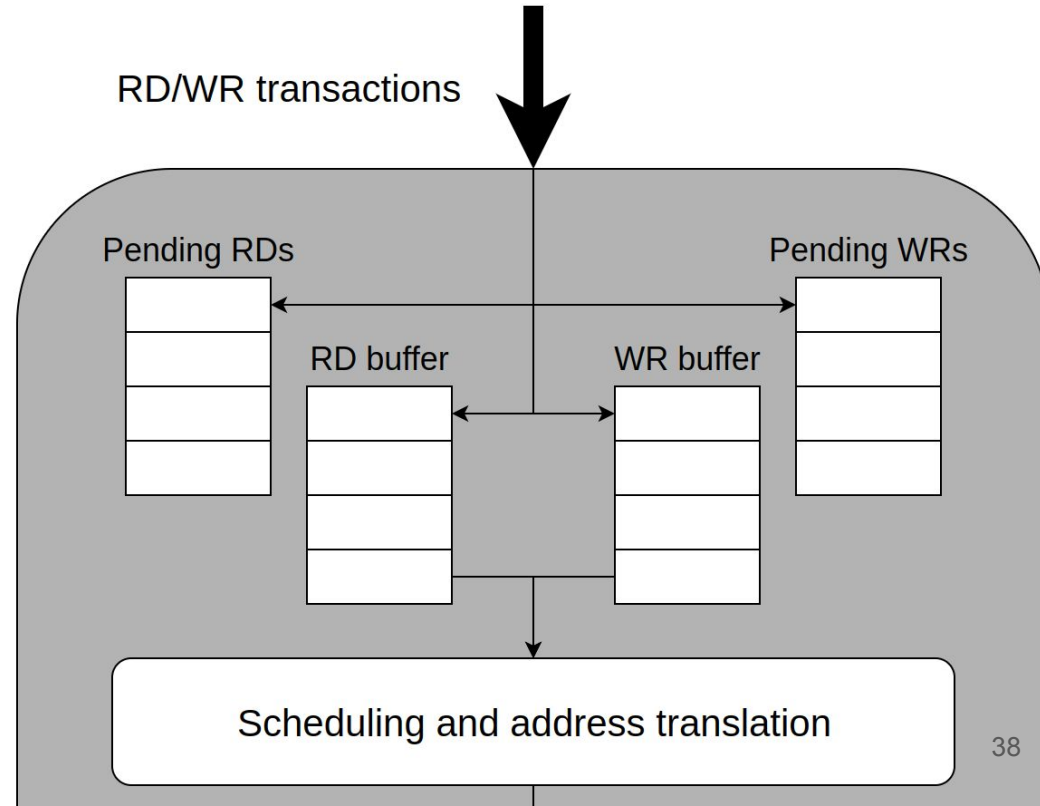 RD/WR transactions
Pending RDs
Pending WRs
RD buffer
WR buffer
Scheduling and address translation
38